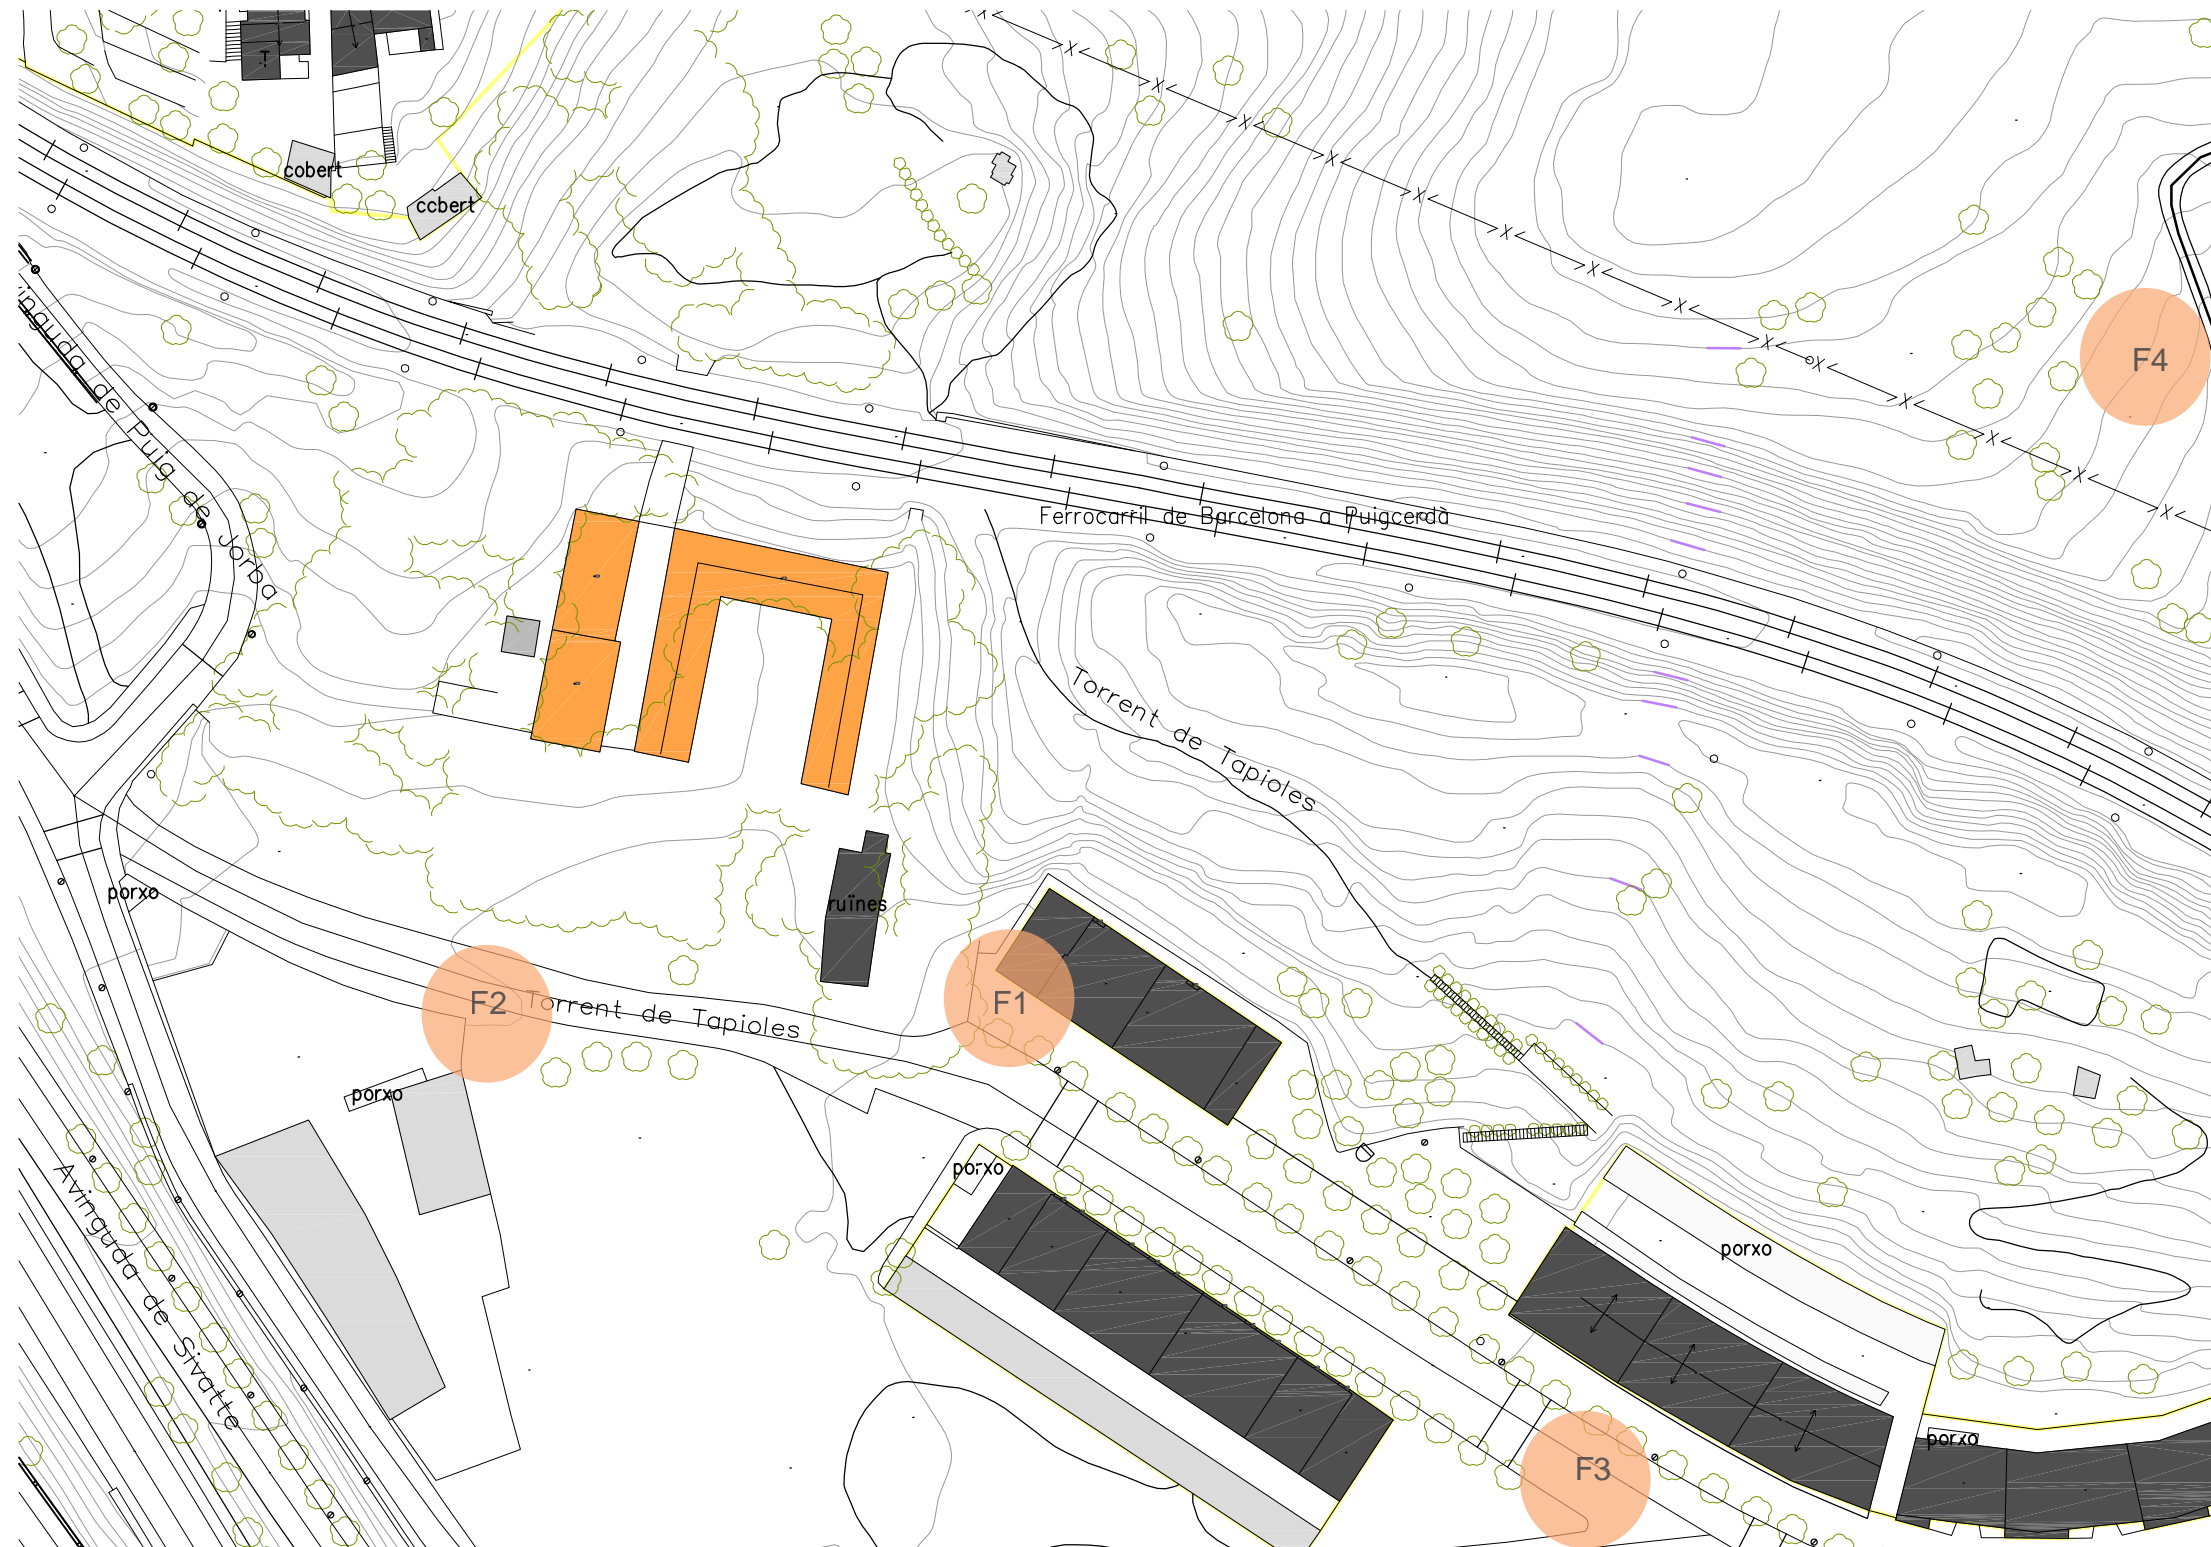 T
cobert
ccbert
Avinguda de Puig de Jorba
F4
Ferrocarril de Barcelona a Puigcerdà
Torrent de Tapioles
porxo
ruïnes
F2
Torrent de Tapioles
F1
porxo
porxo
Avinguda de Sivatte
porxo
porxo
F3